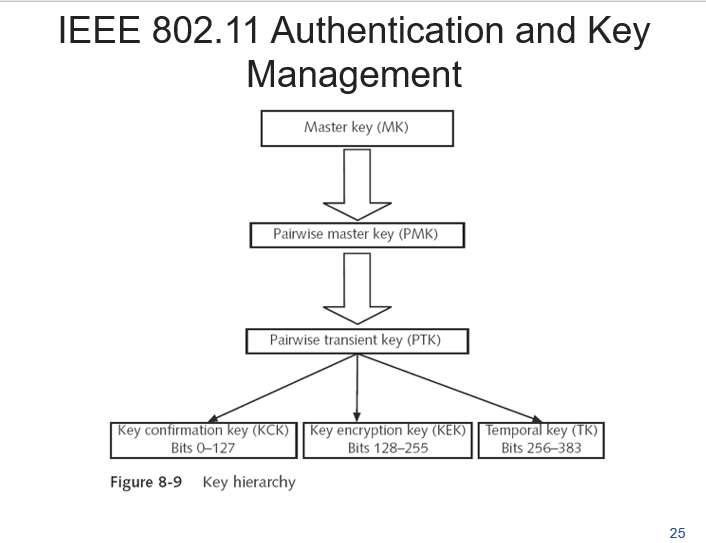 IEEE 802.11 Authentication and Key
Management
Master key (MK)
Pairwise master key (PMK)
Pairwise transient key (PTK)
Key confirmation key (KCK)
Bits 0–127
Key encryption key (KEK)
Bits 128–255
Temporal key (TK)
Bits 256–383
Figure 8-9 Key hierarchy
25